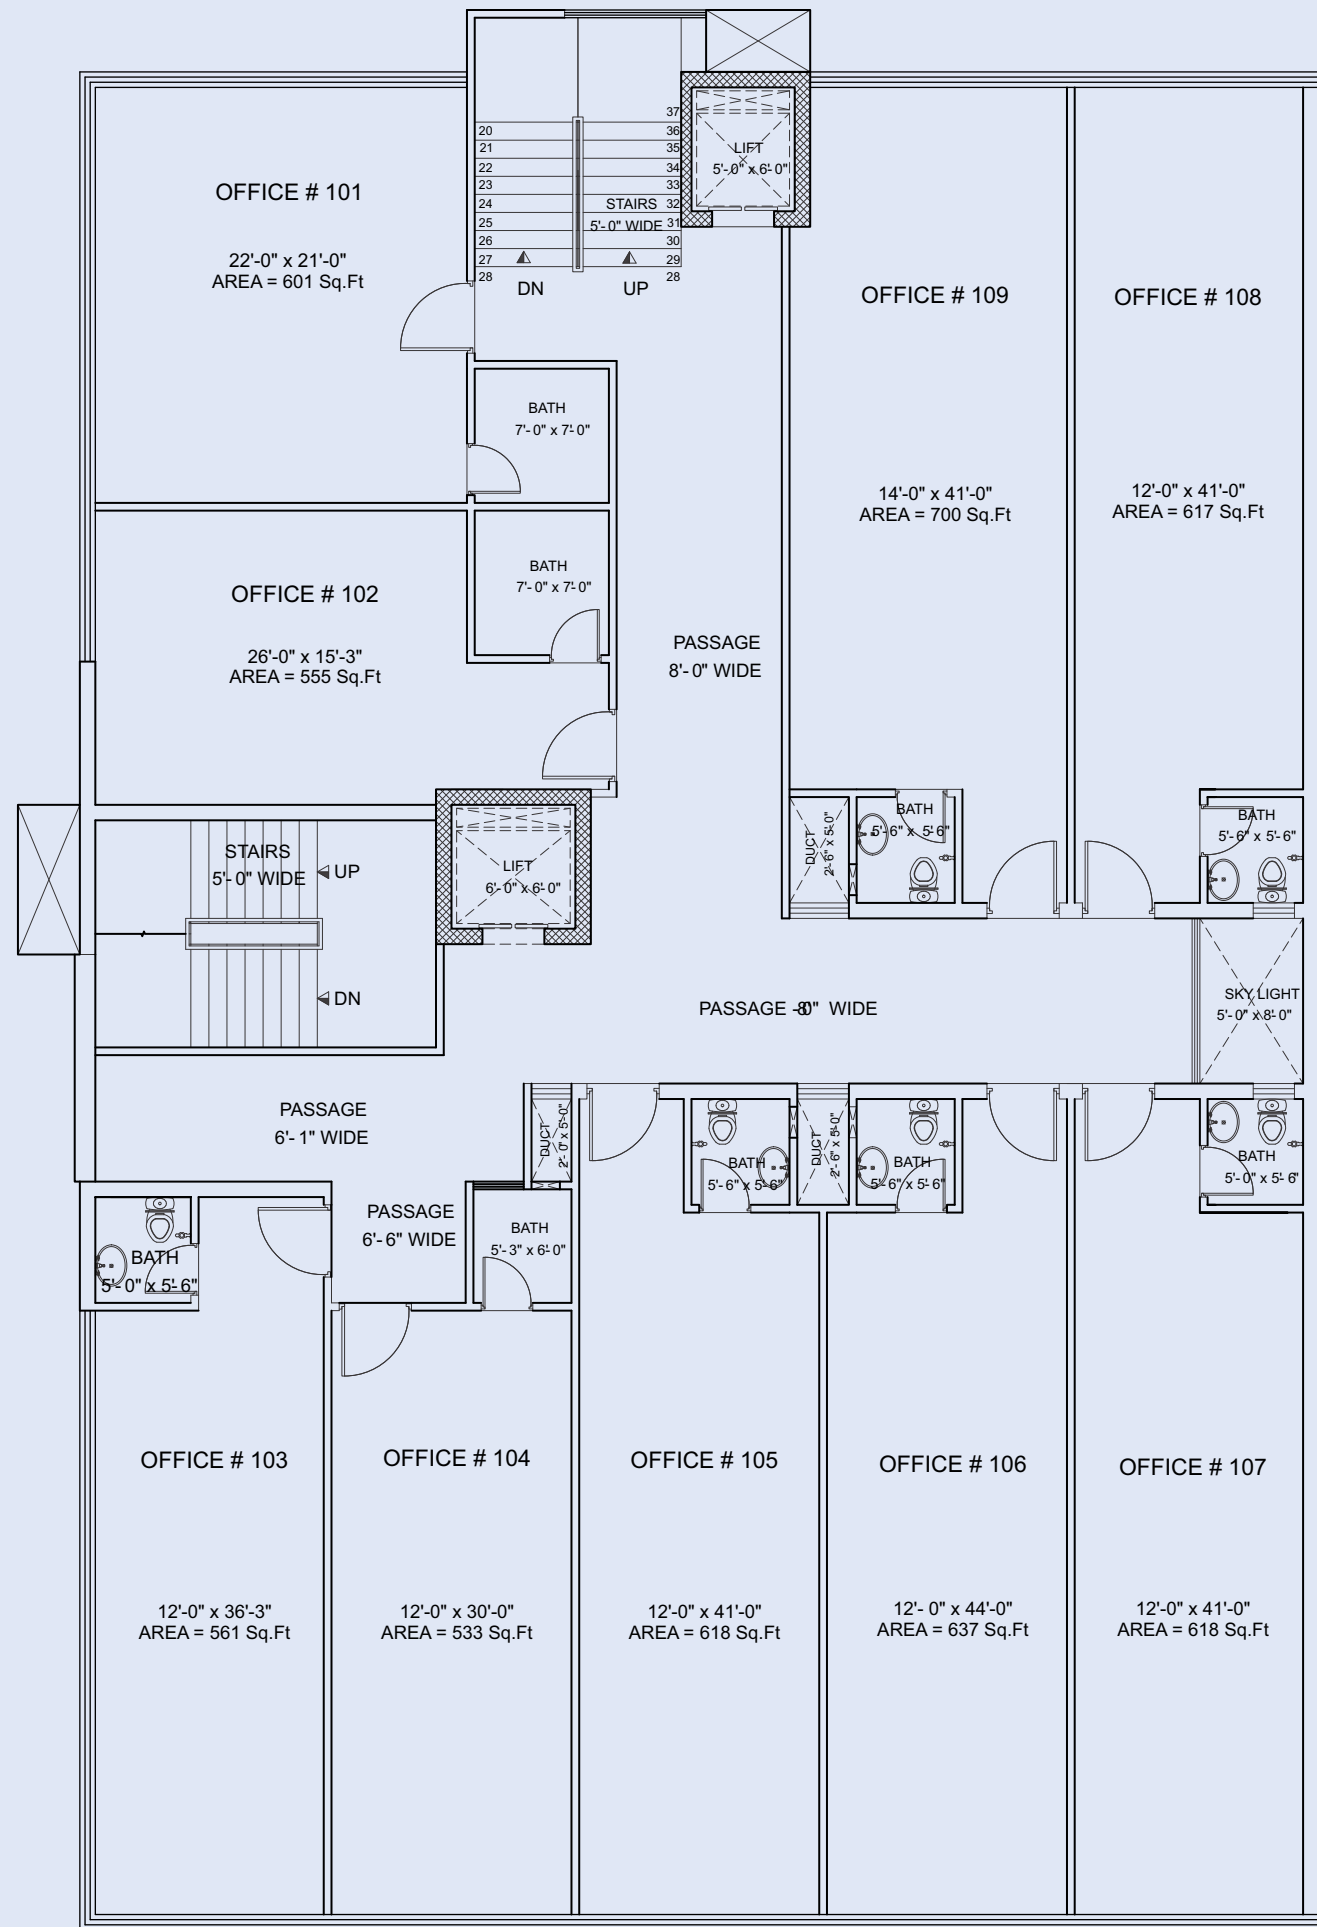 OFFICE # 101
22'-0" x 21'-0"
AREA = 601 Sq.Ft
20
21
22
23
24
25
26
27
28
37
36
35
34
33
32
31
30
29
28
STAIRS
5'-0" WIDE
DN
UP
LIFT
5'-0" x 6'-0"
OFFICE # 109
14'-0" x 41'-0"
AREA = 700 Sq.Ft
OFFICE # 108
12'-0" x 41'-0"
AREA = 617 Sq.Ft
BATH
7'-0" x 7'-0"
OFFICE # 102
26'-0" x 15'-3"
AREA = 555 Sq.Ft
BATH
7'-0" x 7'-0"
PASSAGE
8'-0" WIDE
DUCT
2'-6" x 5'-0"
BATH
5'-6" x 5'-6"
BATH
5'-6" x 5'-6"
STAIRS
5'-0" WIDE
UP
DN
LIFT
6'-0" x 6'-0"
PASSAGE -8'0" WIDE
SKY LIGHT
5'-0" x 8'-0"
PASSAGE
6'-1" WIDE
DUCT
2'-0" x 5'-0"
BATH
5'-6" x 5'-6"
DUCT
2'-6" x 5'-0"
BATH
5'-6" x 5'-6"
BATH
5'-0" x 5'-6"
PASSAGE
6'-6" WIDE
BATH
5'-3" x 6'-0"
BATH
5'-0" x 5'-6"
OFFICE # 103
12'-0" x 36'-3"
AREA = 561 Sq.Ft
OFFICE # 104
12'-0" x 30'-0"
AREA = 533 Sq.Ft
OFFICE # 105
12'-0" x 41'-0"
AREA = 618 Sq.Ft
OFFICE # 106
12'- 0" x 44'-0"
AREA = 637 Sq.Ft
OFFICE # 107
12'-0" x 41'-0"
AREA = 618 Sq.Ft